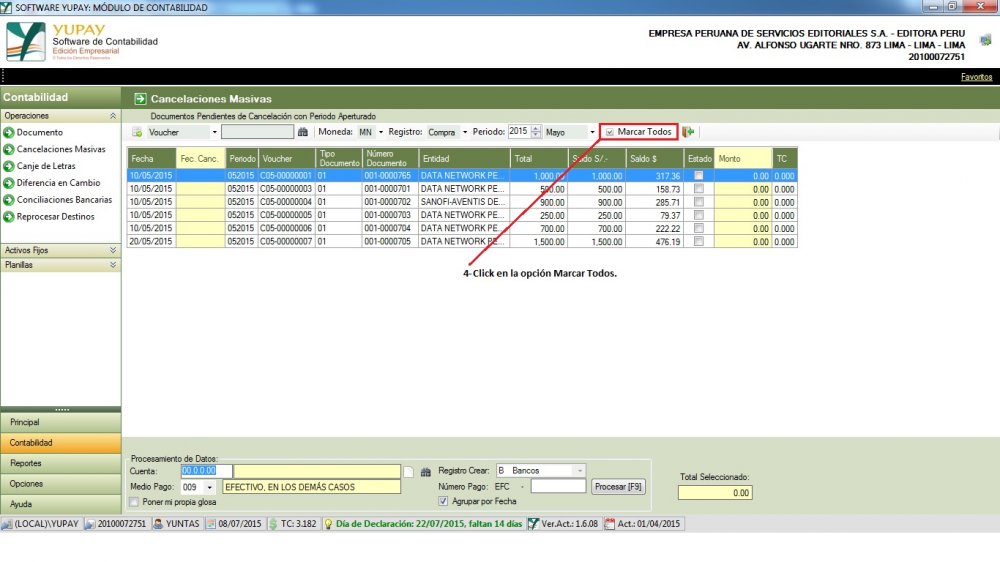 SOFTWARE YUPAY: MÓDULO DE CONTABILIDAD
YUPAY
Software de Contabilidad
Edición Empresarial
EMPRESA PERUANA DE SERVICIOS EDITORIALES S.A. - EDITORA PERU
AV. ALFONSO UGARTE NRO. 873 LIMA - LIMA - LIMA
20100072751
Favoritos
Contabilidad
Operaciones
Documento
Cancelaciones Masivas
Canje de Letras
Diferencia en Cambio
Conciliaciones Bancarias
Reprocesar Destinos
Activos Fijos
Planillas
Principal
Contabilidad
Reportes
Opciones
Ayuda
Cancelaciones Masivas
Documentos Pendientes de Cancelación con Periodo Aperturado
Voucher Moneda: MN Registro: Compra Periodo: 2015 Mayo Marcar Todos
Fecha Fec. Canc. Periodo Voucher Tipo Documento Número Documento Entidad Total Saldo S/.- Saldo $ Estado Monto TC
10/05/2015 052015 C05-00000001 01 001-0000765 DATA NETWORK PE... 1,000.00 1,000.00 317.36 0.00 0.000
10/05/2015 052015 C05-00000003 01 001-0000701 DATA NETWORK PE... 500.00 500.00 158.73 0.00 0.000
10/05/2015 052015 C05-00000004 01 001-0000702 SANOFI-AVENTIS DE... 900.00 900.00 285.71 0.00 0.000
10/05/2015 052015 C05-00000005 01 001-0000703 DATA NETWORK PE... 250.00 250.00 79.37 0.00 0.000
10/05/2015 052015 C05-00000006 01 001-0000704 DATA NETWORK PE... 700.00 700.00 222.22 0.00 0.000
20/05/2015 052015 C05-00000007 01 001-0000705 DATA NETWORK PE... 1,500.00 1,500.00 476.19 0.00 0.000
4-Click en la opción Marcar Todos.
Procesamiento de Datos:
Cuenta: 00.0.0.00 Registro Crear: B Bancos
Medio Pago: 009 EFECTIVO, EN LOS DEMÁS CASOS Número Pago: EFC - Procesar [F9]
Poner mi propia glosa Agrupar por Fecha
Total Seleccionado:
0.00
(LOCAL)\YUPAY 20100072751 YUNTAS 08/07/2015 TC: 3.182 Día de Declaración: 22/07/2015, faltan 14 días Ver.Act.: 1.6.08 Act.: 01/04/2015